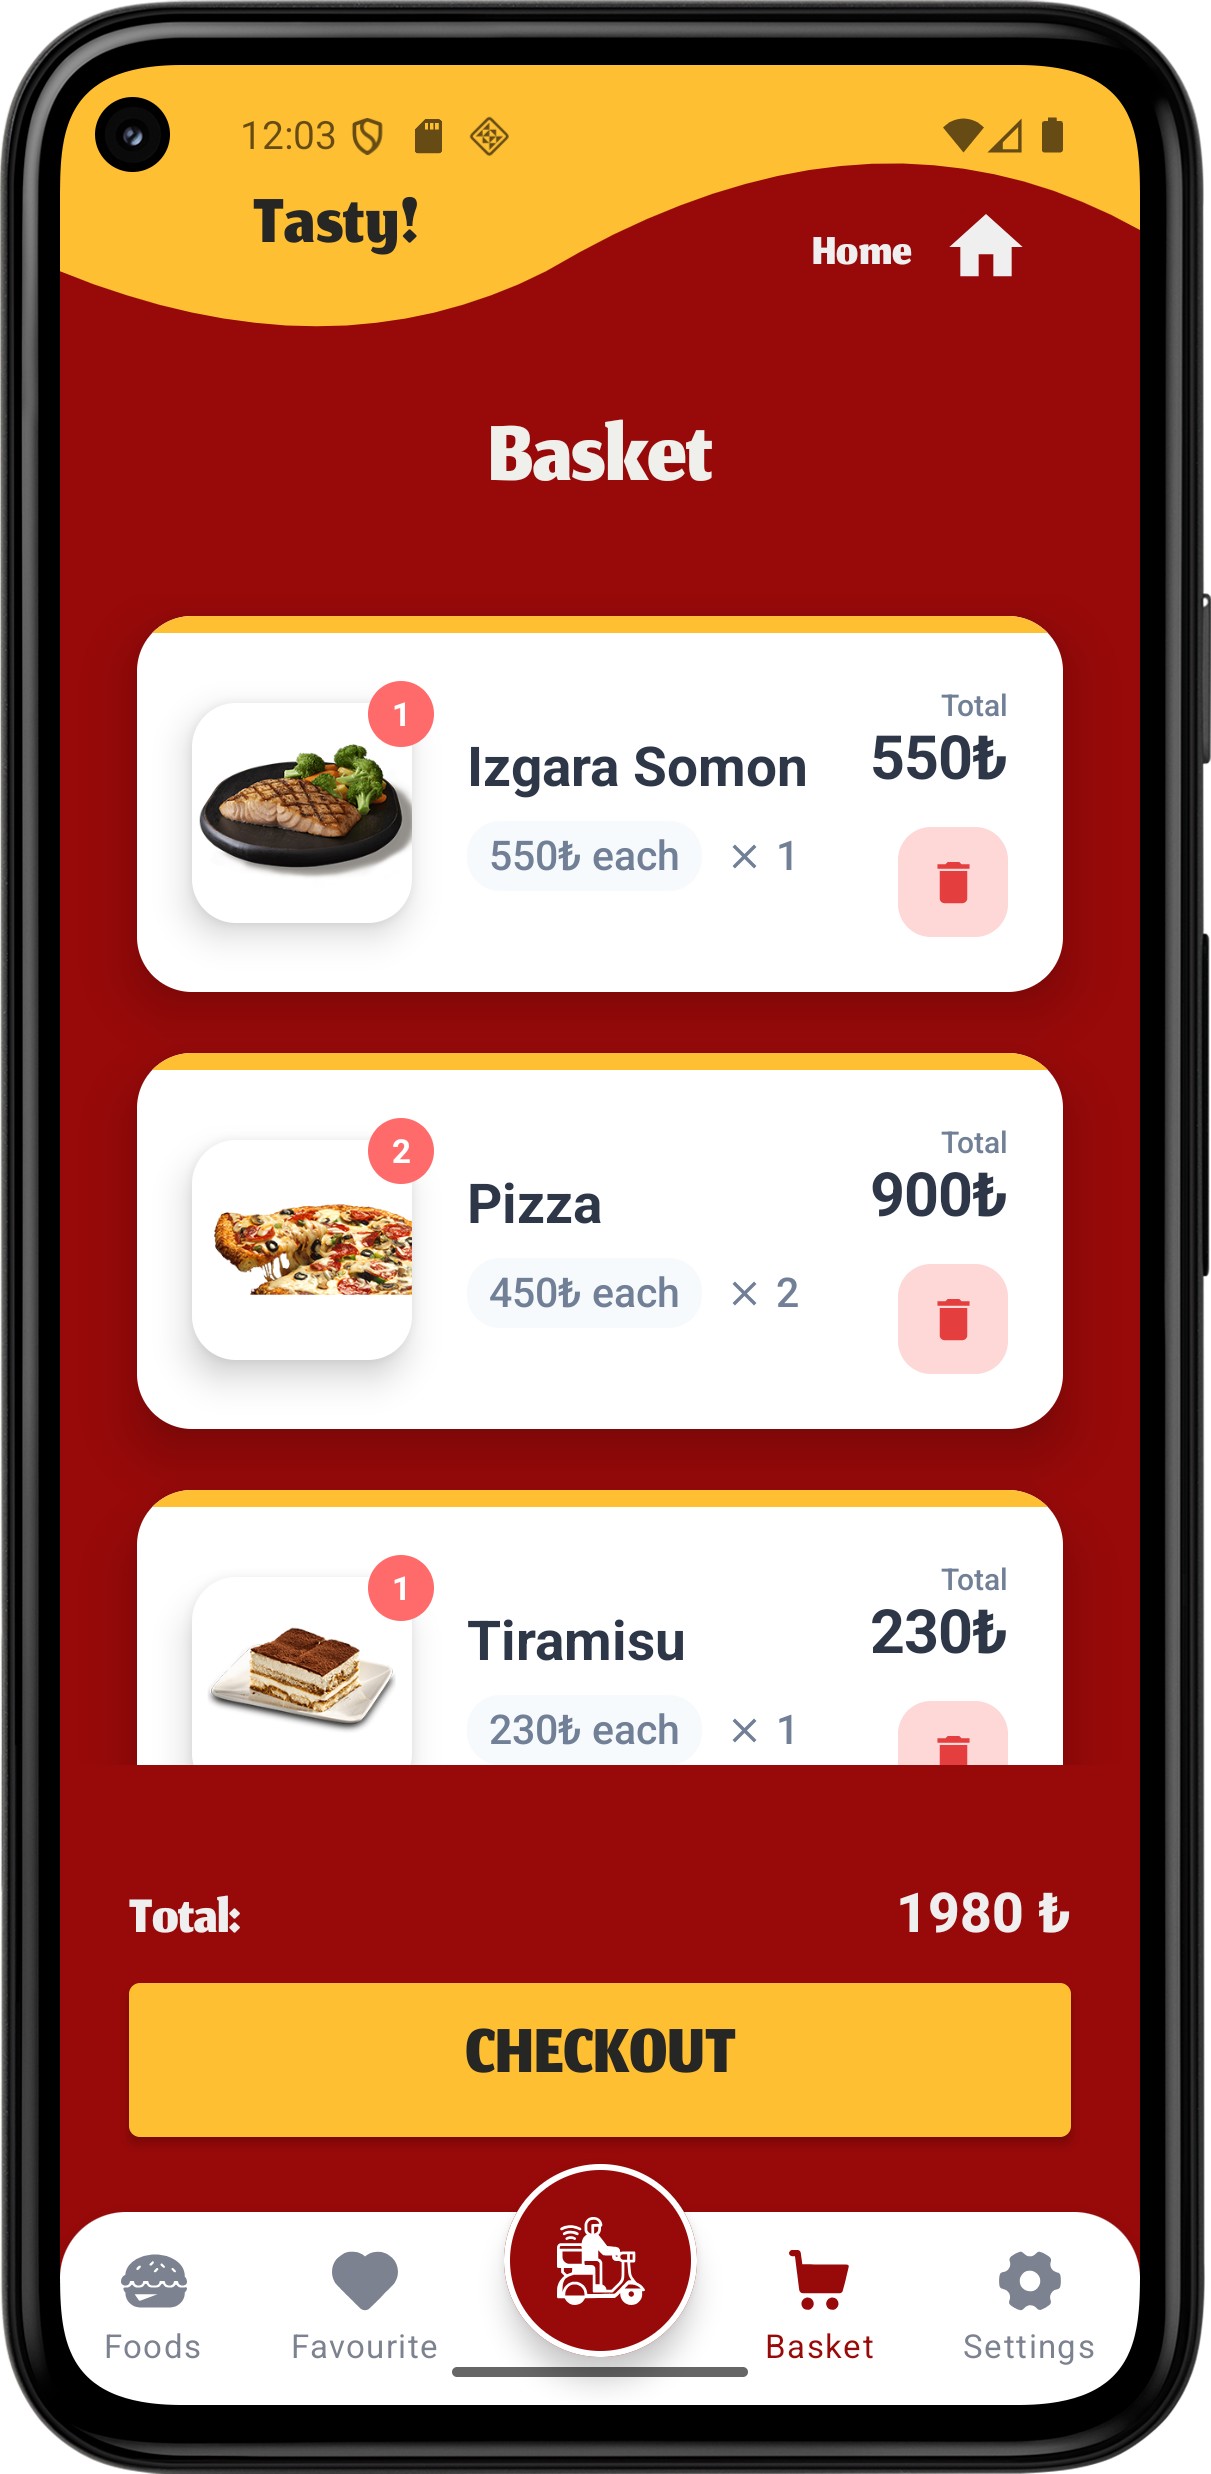 12:03
Tasty!
Home
Basket
1
Izgara Somon
550₺ each × 1
Total
550₺
2
Pizza
450₺ each × 2
Total
900₺
1
Tiramisu
230₺ each × 1
Total
230₺
Total:
1980 ₺
CHECKOUT
Foods
Favourite
Basket
Settings